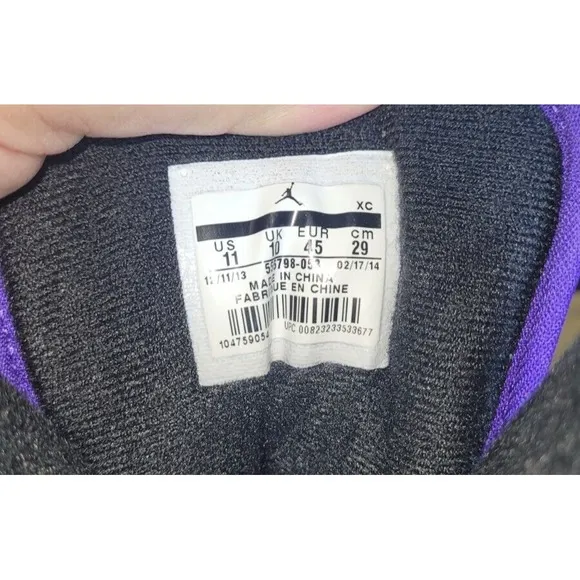 XC
US UK EUR cm
11 10 45 29
02/17/14
MADE IN CHINA
EN CHINE
UPC 00823233533677